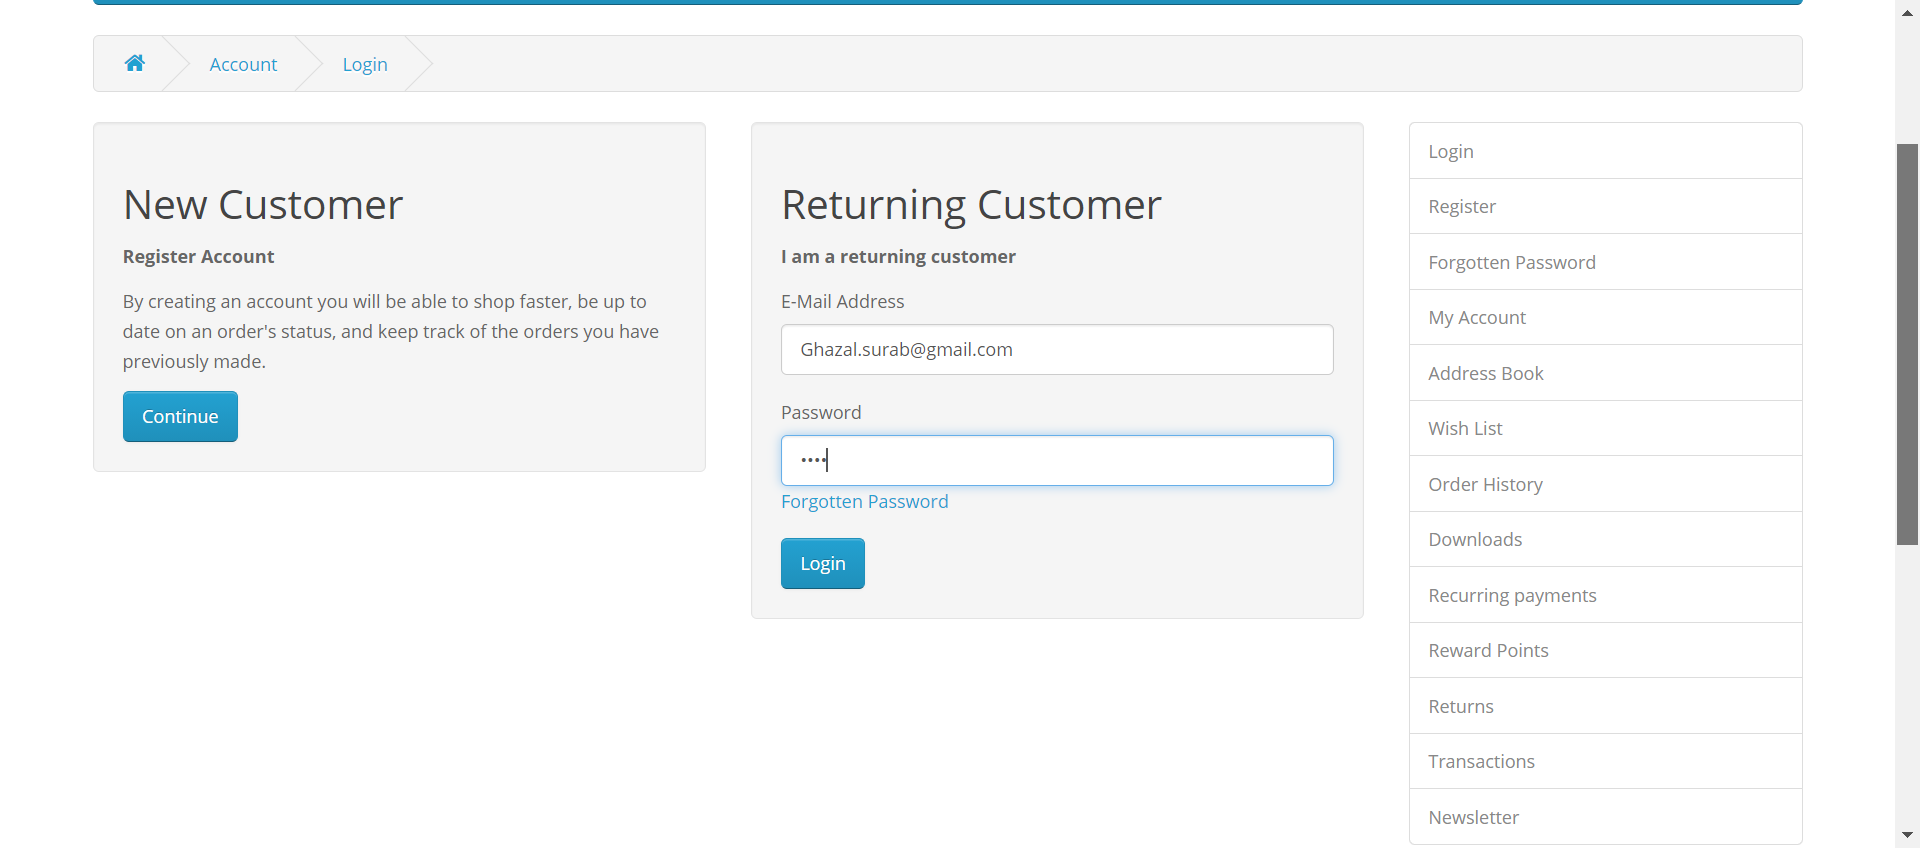 Account
Login
New Customer
Register Account
By creating an account you will be able to shop faster, be up to
date on an order's status, and keep track of the orders you have
previously made.
Continue
Returning Customer
I am a returning customer
E-Mail Address
Ghazal.surab@gmail.com
Password
••••
Forgotten Password
Login
Login
Register
Forgotten Password
My Account
Address Book
Wish List
Order History
Downloads
Recurring payments
Reward Points
Returns
Transactions
Newsletter